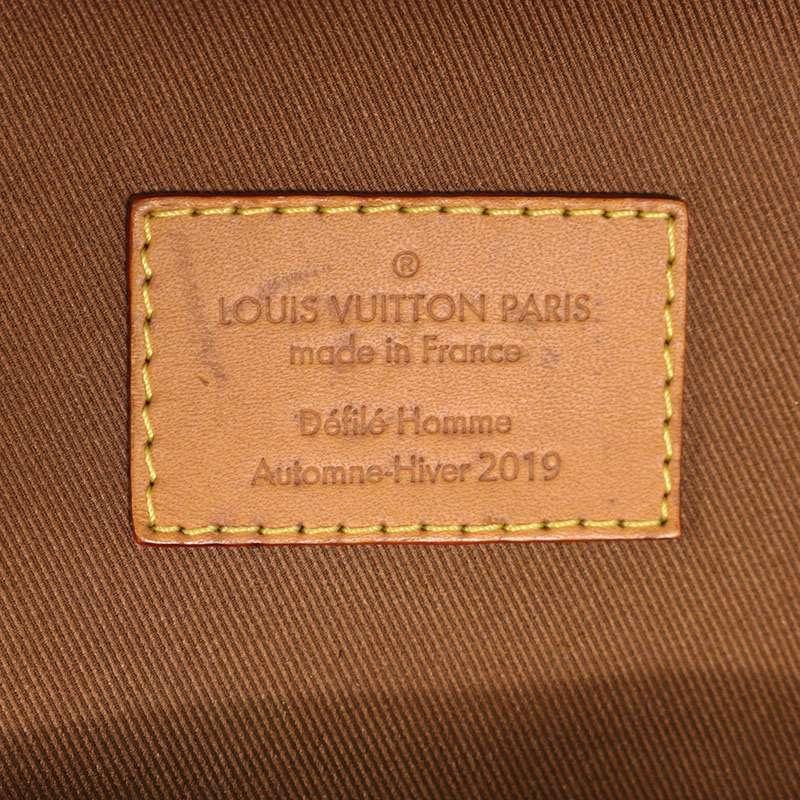 ®
LOUIS VUITTON PARIS
made in France
Défilé Homme
Automne-Hiver 2019